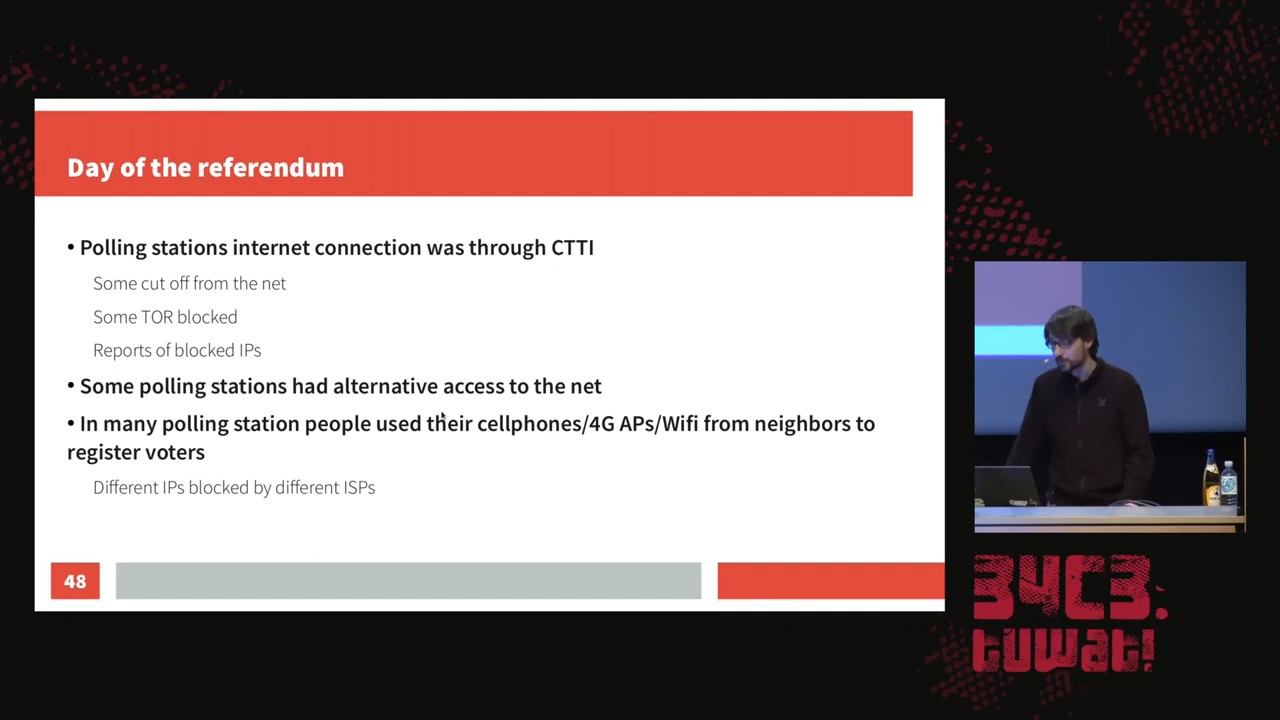 Day of the referendum
• Polling stations internet connection was through CTTI
Some cut off from the net
Some TOR blocked
Reports of blocked IPs
• Some polling stations had alternative access to the net
• In many polling station people used their cellphones/4G APs/Wifi from neighbors to
register voters
Different IPs blocked by different ISPs
48
34C3.
tuwat!